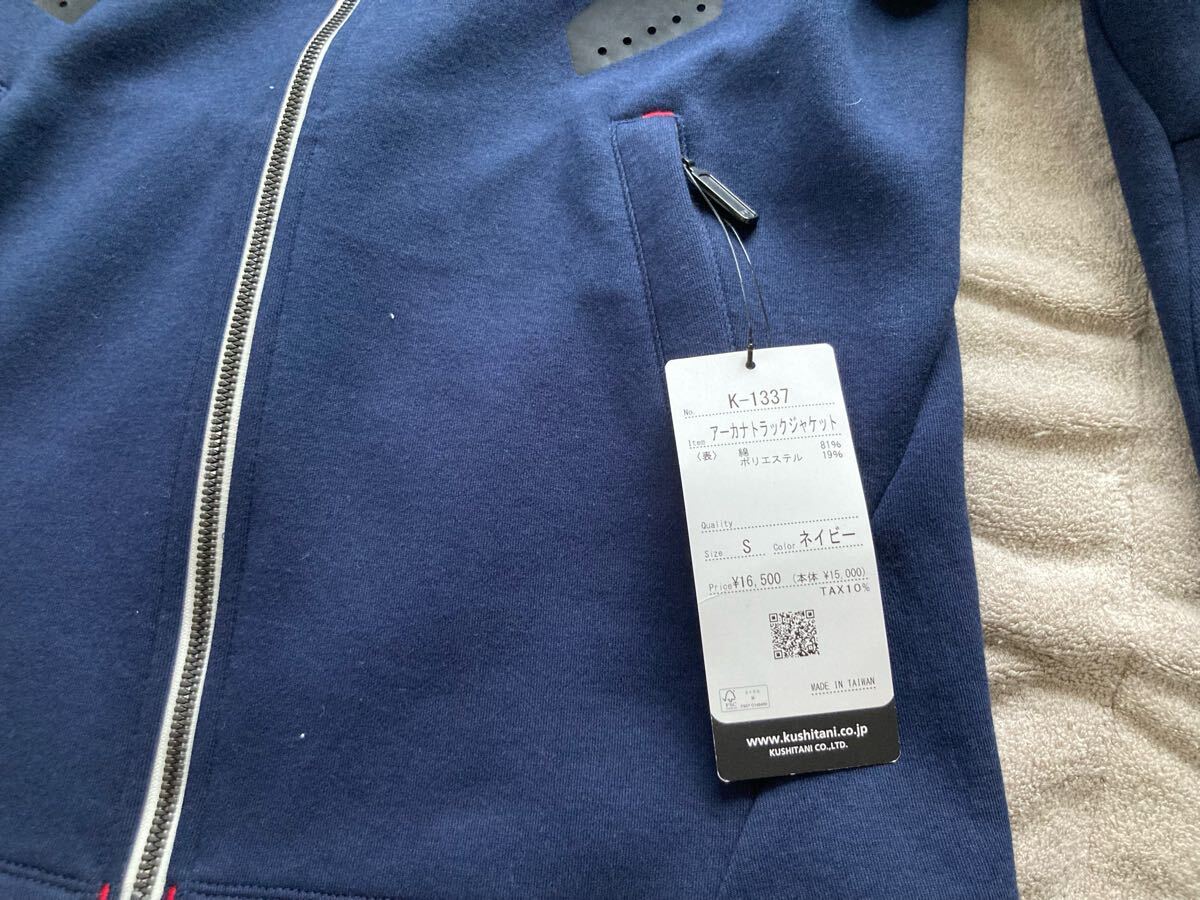 No. K-1337
Item アーカナトラックジャケット
〈表〉 綿 81%
ポリエステル 19%
Quality
Size S Color ネイビー
Price ¥16,500 (本体 ¥15,000)
TAX10%
MADE IN TAIWAN
FSC
www.kushitani.co.jp
KUSHITANI CO.,LTD.